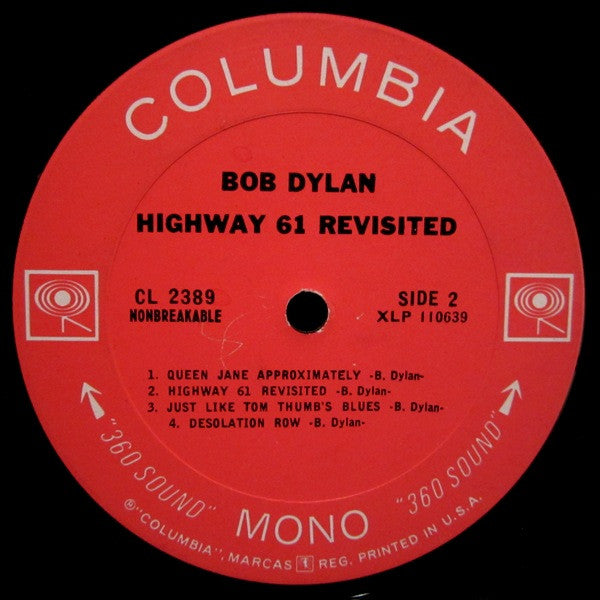 COLUMBIA
BOB DYLAN
HIGHWAY 61 REVISITED
CL 2389
NONBREAKABLE
SIDE 2
XLP 110639
1. QUEEN JANE APPROXIMATELY -B. Dylan-
2. HIGHWAY 61 REVISITED -B. Dylan-
3. JUST LIKE TOM THUMB'S BLUES -B. Dylan-
4. DESOLATION ROW -B. Dylan-
"360 SOUND" MONO "360 SOUND"
® "COLUMBIA", MARCAS REG. PRINTED IN U.S.A.